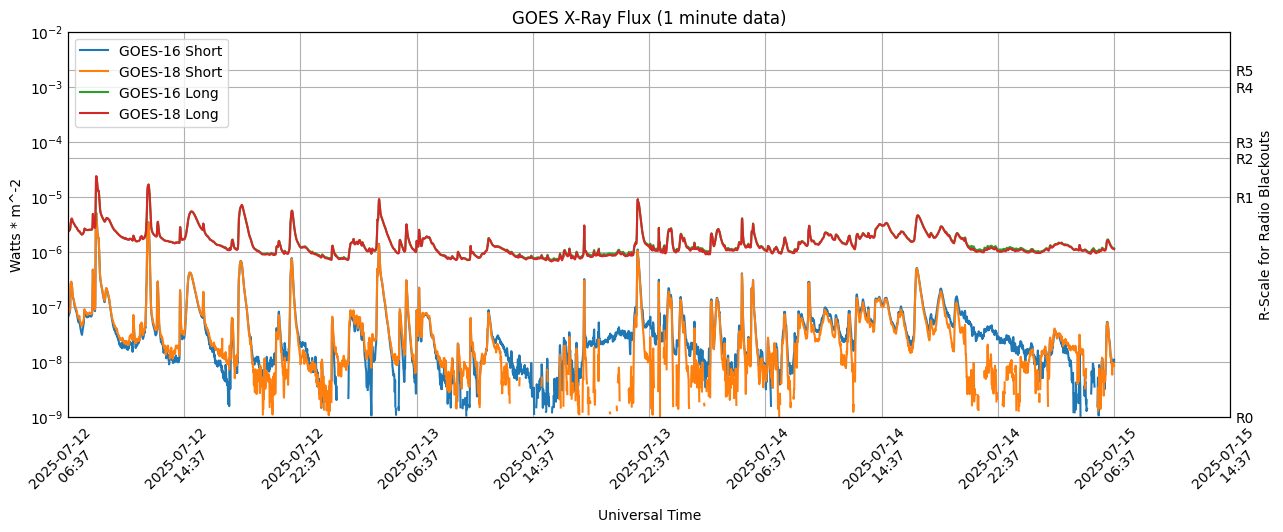 GOES X-Ray Flux (1 minute data)
GOES-16 Short
GOES-18 Short
GOES-16 Long
GOES-18 Long
10^-2
10^-3
10^-4
10^-5
10^-6
10^-7
10^-8
10^-9
Watts * m^-2
R5
R4
R3
R2
R1
R0
R-Scale for Radio Blackouts
2025-07-12
06:37
2025-07-12
14:37
2025-07-12
22:37
2025-07-13
06:37
2025-07-13
14:37
2025-07-13
22:37
2025-07-14
06:37
2025-07-14
14:37
2025-07-14
22:37
2025-07-15
06:37
2025-07-15
14:37
Universal Time